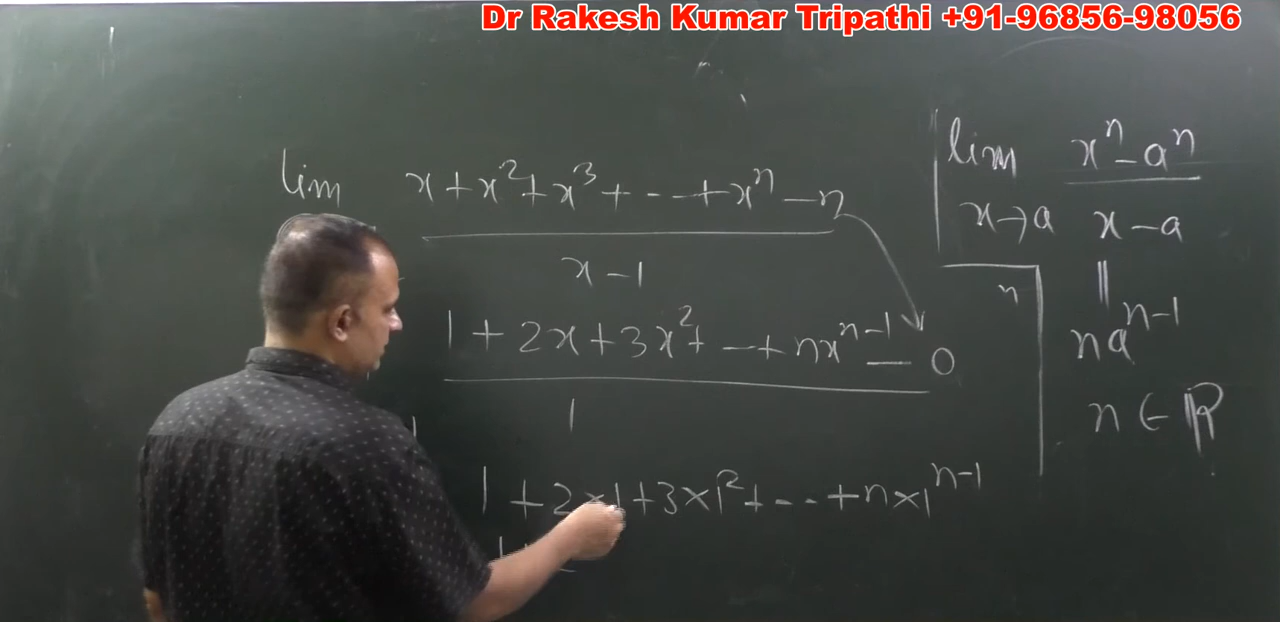 Dr Rakesh Kumar Tripathi +91-96856-98056
lim x + x² + x³ + --- + xⁿ - n
x - 1
1 + 2x + 3x² + --- + nxⁿ⁻¹ - 0
1
1 + 2×1 + 3×1² + --- + n×1ⁿ⁻¹
1 +
lim xⁿ - aⁿ
x→a x - a
n ||
naⁿ⁻¹
n ∈ ℝ